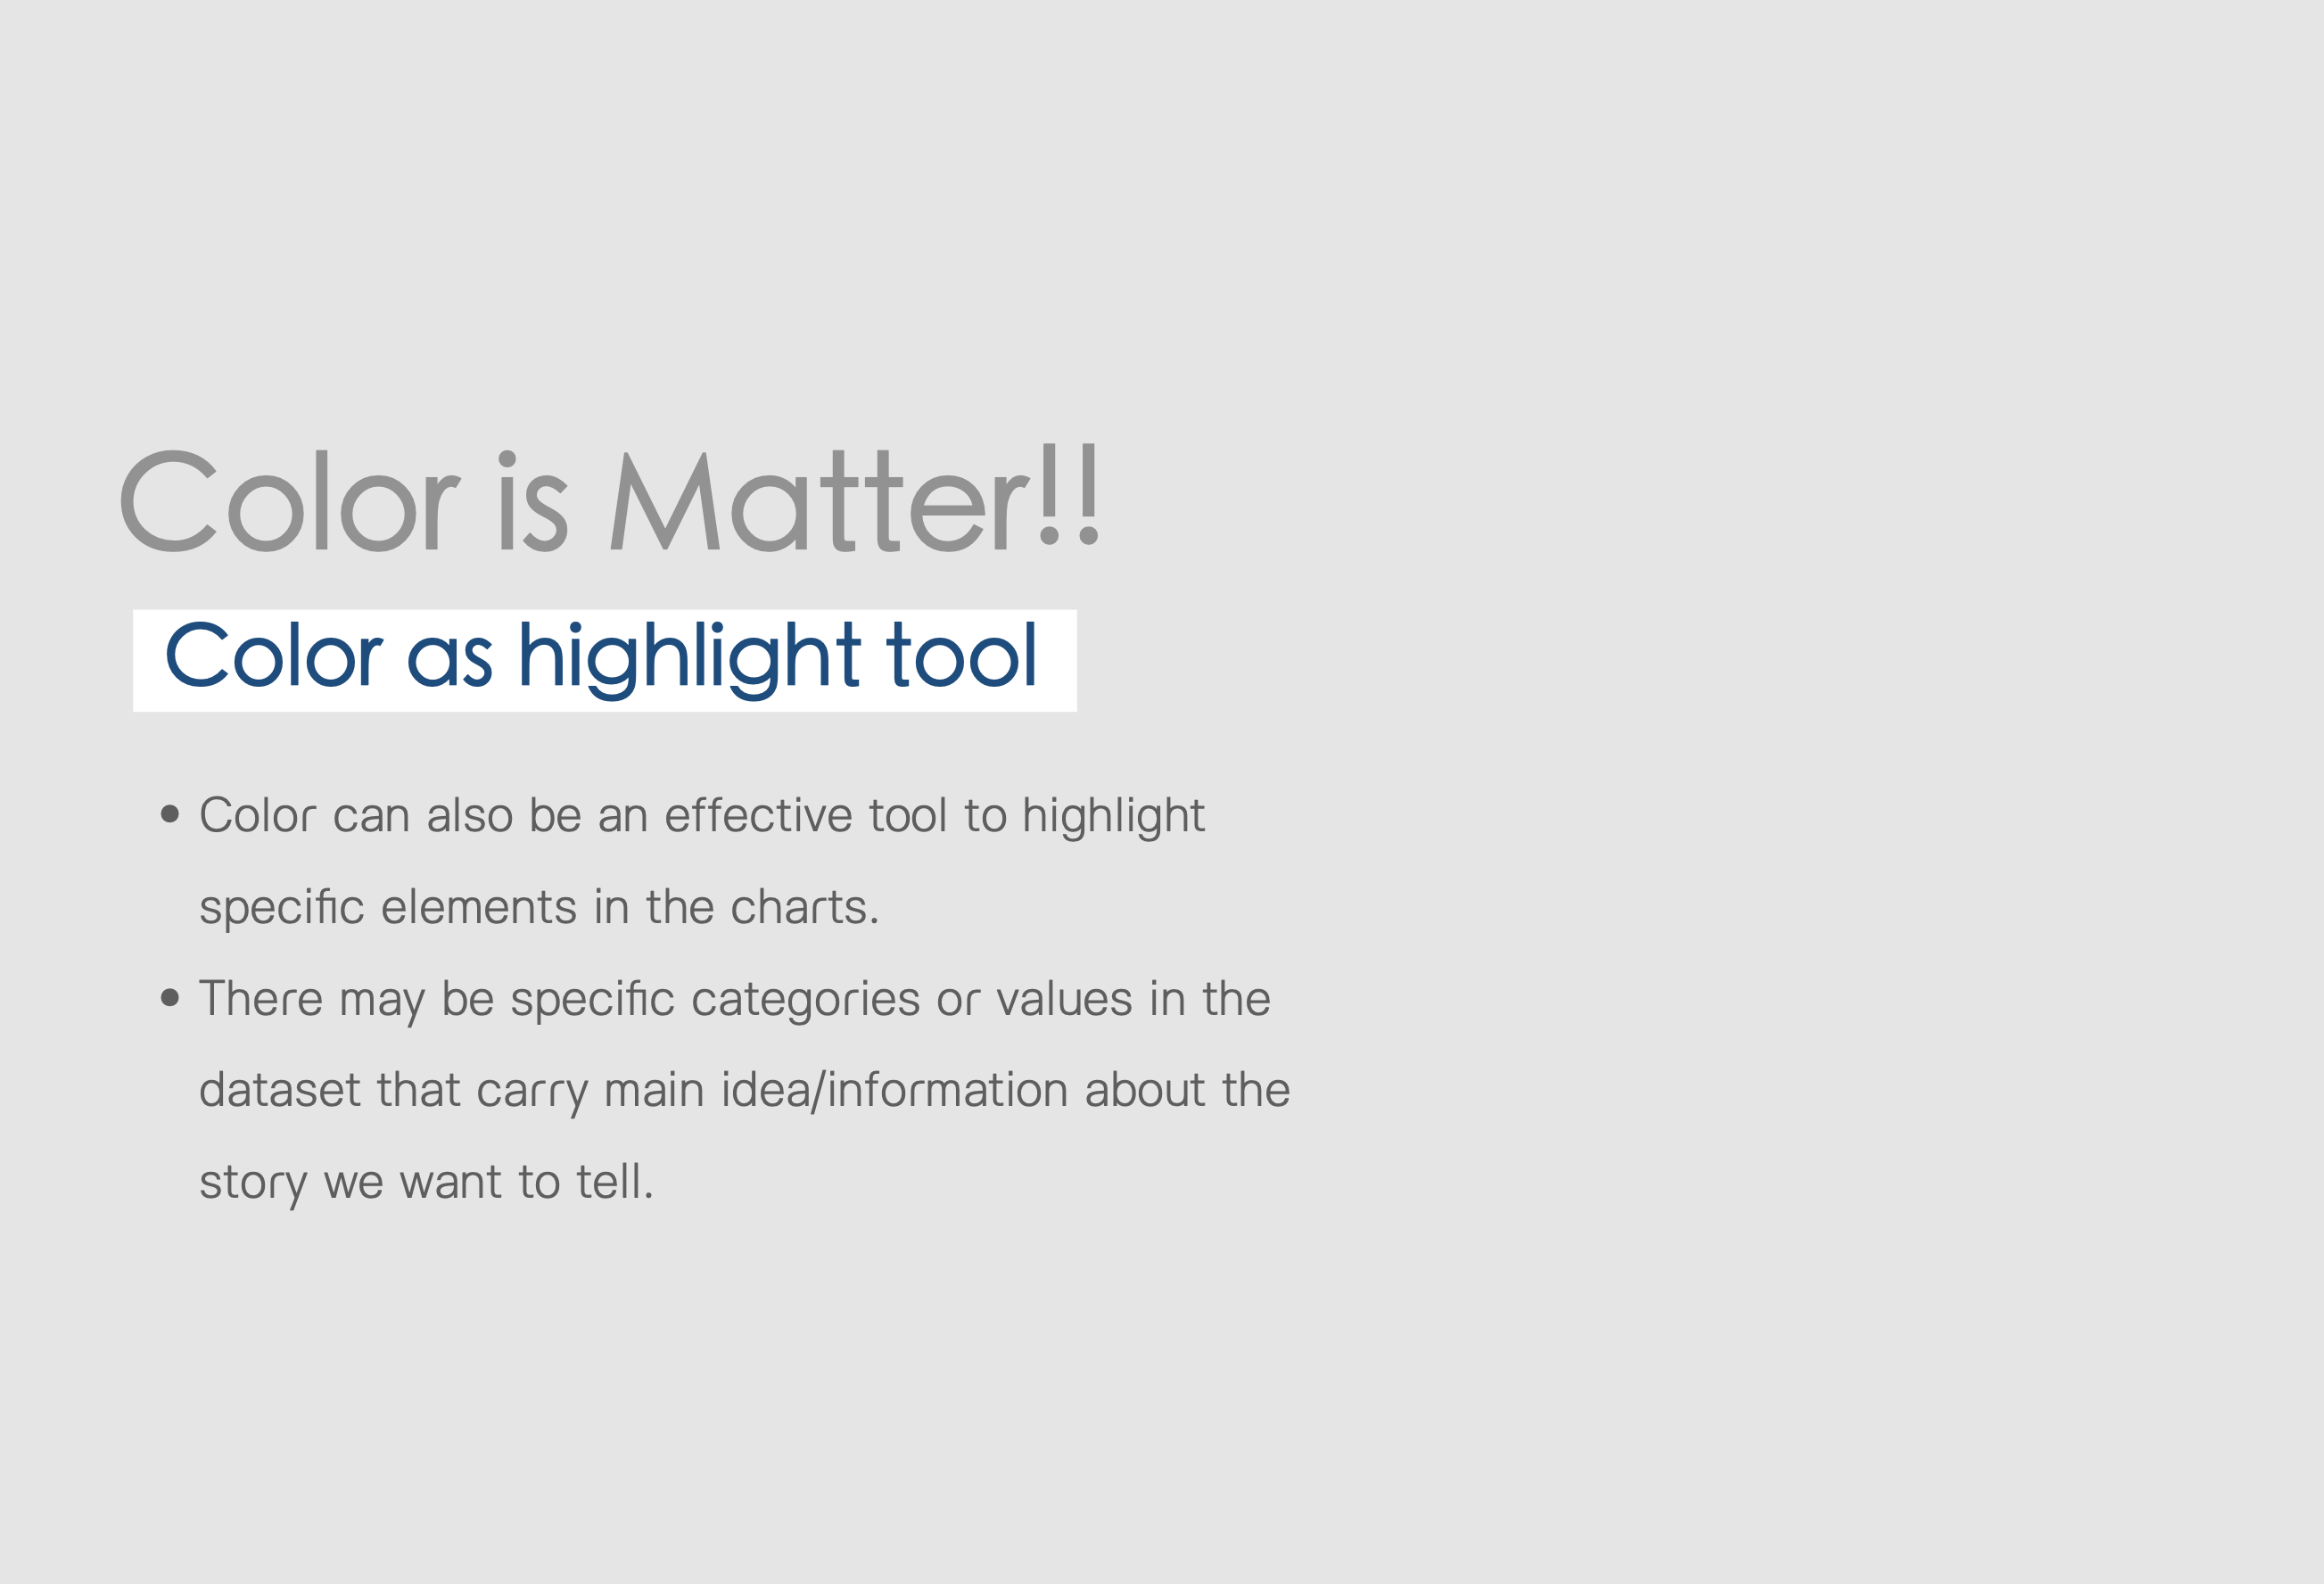 Color is Matter!!
Color as highlight tool
• Color can also be an effective tool to highlight
specific elements in the charts.
• There may be specific categories or values in the
dataset that carry main idea/information about the
story we want to tell.